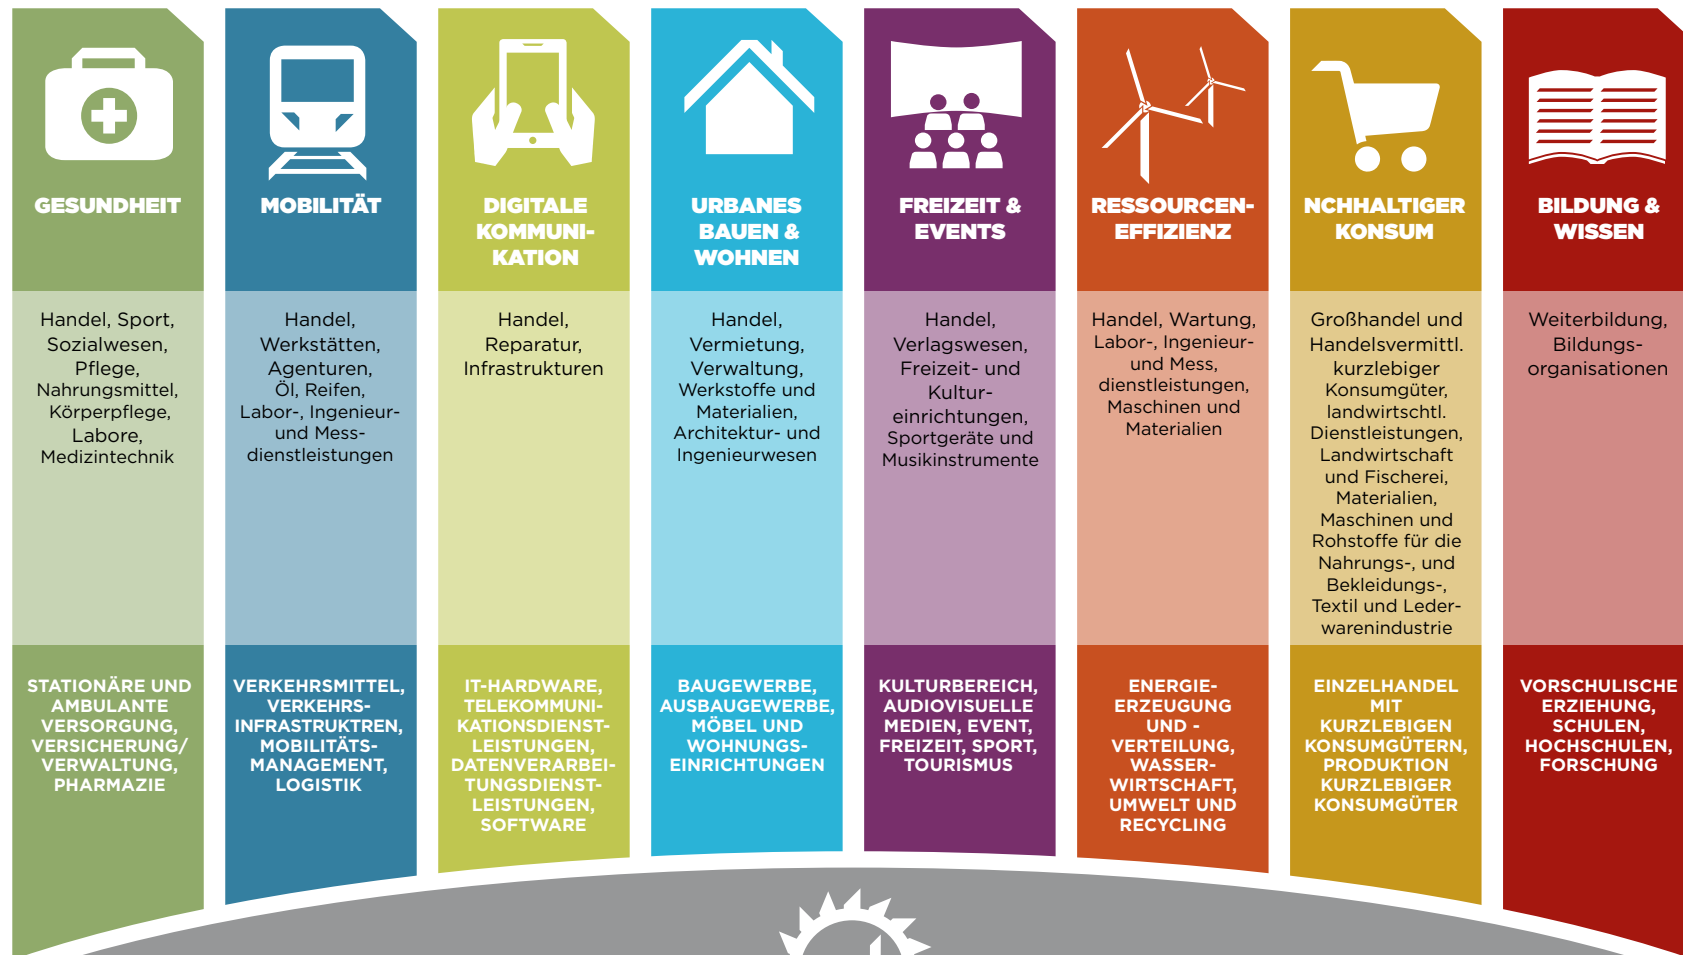 GESUNDHEIT
Handel, Sport,
Sozialwesen,
Pflege,
Nahrungsmittel,
Körperpflege,
Labore,
Medizintechnik
STATIONÄRE UND
AMBULANTE
VERSORGUNG,
VERSICHERUNG/
VERWALTUNG,
PHARMAZIE
MOBILITÄT
Handel,
Werkstätten,
Agenturen,
Öl, Reifen,
Labor-, Ingenieur-
und Mess-
dienstleistungen
VERKEHRSMITTEL,
VERKEHRS-
INFRASTRUKTREN,
MOBILITÄTS-
MANAGEMENT,
LOGISTIK
DIGITALE
KOMMUNI-
KATION
Handel,
Reparatur,
Infrastrukturen
IT-HARDWARE,
TELEKOMMUNI-
KATIONSDIENST-
LEISTUNGEN,
DATENVERARBEI-
TUNGSDIENST-
LEISTUNGEN,
SOFTWARE
URBANES
BAUEN &
WOHNEN
Handel,
Vermietung,
Verwaltung,
Werkstoffe und
Materialien,
Architektur- und
Ingenieurwesen
BAUGEWERBE,
AUSBAUGEWERBE,
MÖBEL UND
WOHNUNGS-
EINRICHTUNGEN
FREIZEIT &
EVENTS
Handel,
Verlagswesen,
Freizeit- und
Kultur-
einrichtungen,
Sportgeräte und
Musikinstrumente
KULTURBEREICH,
AUDIOVISUELLE
MEDIEN, EVENT,
FREIZEIT, SPORT,
TOURISMUS
RESSOURCEN-
EFFIZIENZ
Handel, Wartung,
Labor-, Ingenieur-
und Mess,
dienstleistungen,
Maschinen und
Materialien
ENERGIE-
ERZEUGUNG
UND -
VERTEILUNG,
WASSER-
WIRTSCHAFT,
UMWELT UND
RECYCLING
NCHHALTIGER
KONSUM
Großhandel und
Handelsvermittl.
kurzlebiger
Konsumgüter,
landwirtschtl.
Dienstleistungen,
Landwirtschaft
und Fischerei,
Materialien,
Maschinen und
Rohstoffe für die
Nahrungs-, und
Bekleidungs-,
Textil und Leder-
warenindustrie
EINZELHANDEL
MIT
KURZLEBIGEN
KONSUMGÜTERN,
PRODUKTION
KURZLEBIGER
KONSUMGÜTER
BILDUNG &
WISSEN
Weiterbildung,
Bildungs-
organisationen
VORSCHULISCHE
ERZIEHUNG,
SCHULEN,
HOCHSCHULEN,
FORSCHUNG